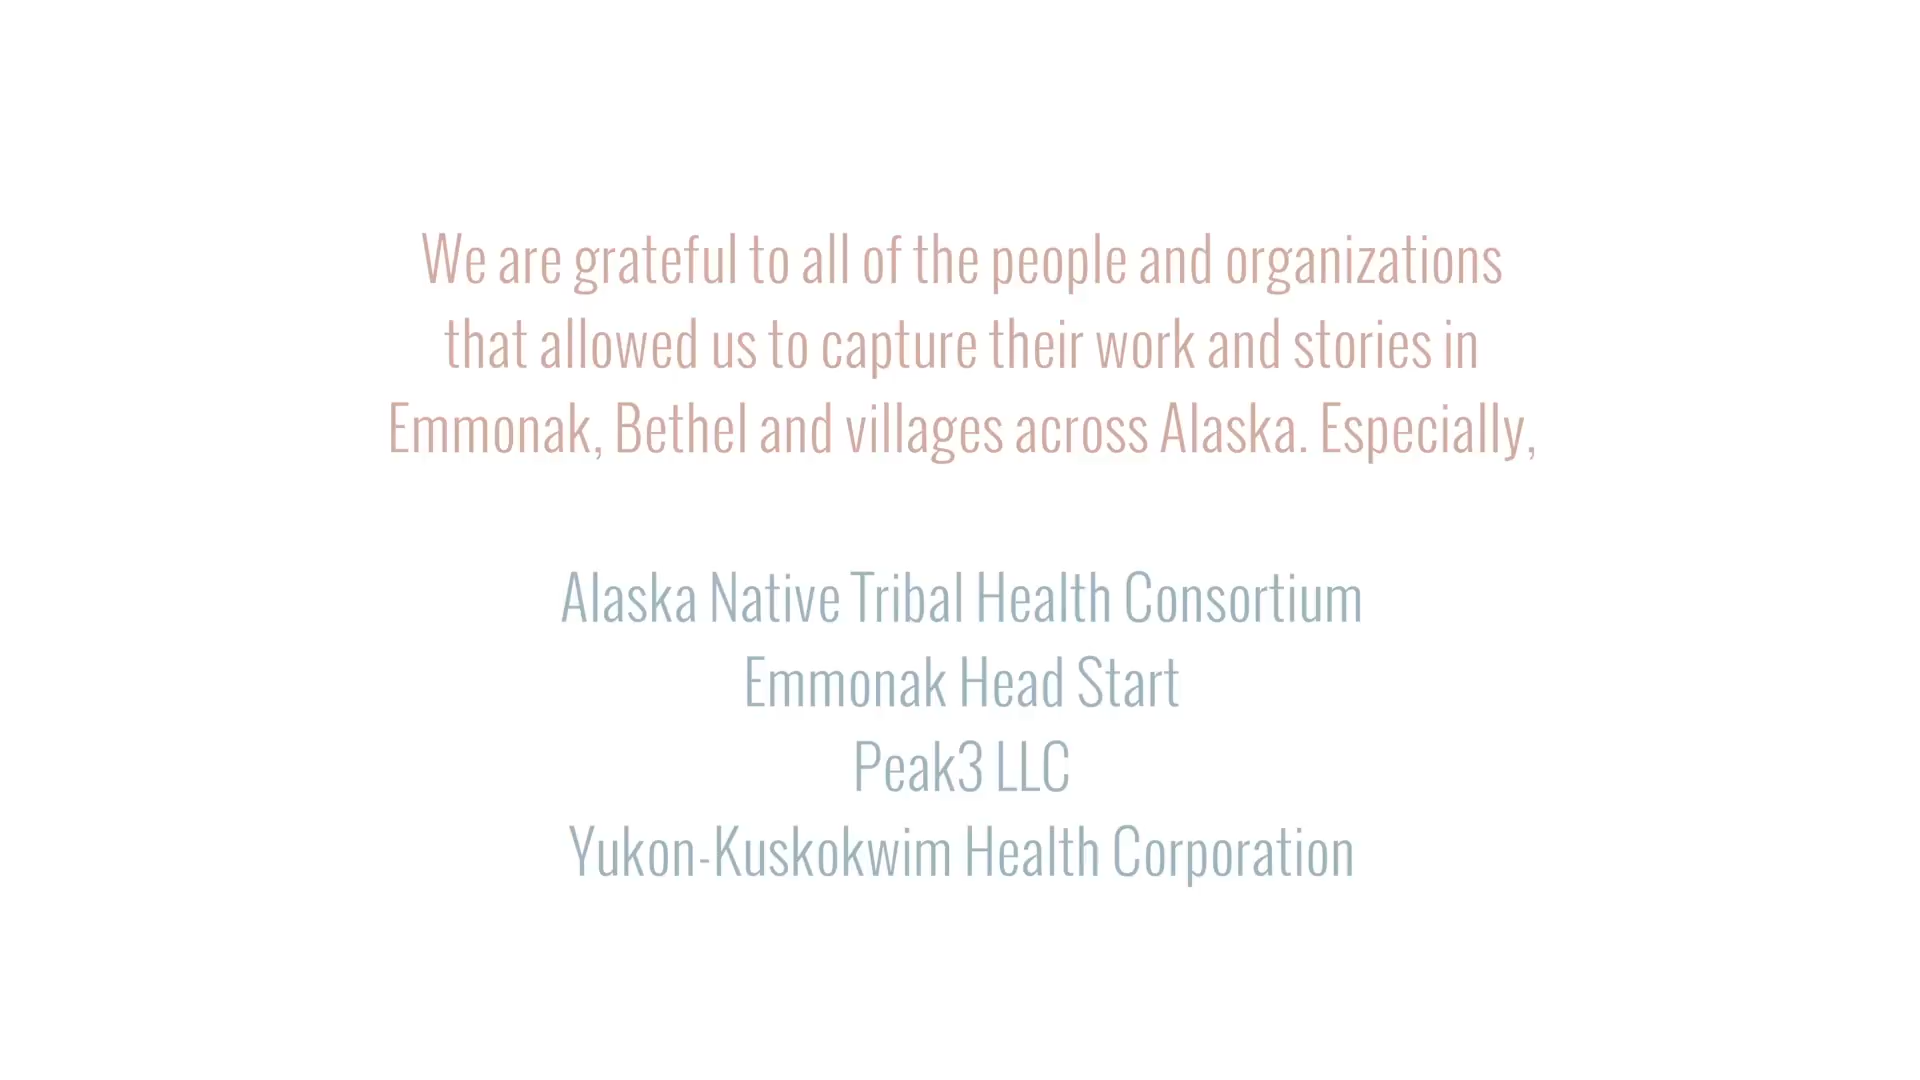 We are grateful to all of the people and organizations
that allowed us to capture their work and stories in
Emmonak, Bethel and villages across Alaska. Especially,
Alaska Native Tribal Health Consortium
Emmonak Head Start
Peak3 LLC
Yukon-Kuskokwim Health Corporation